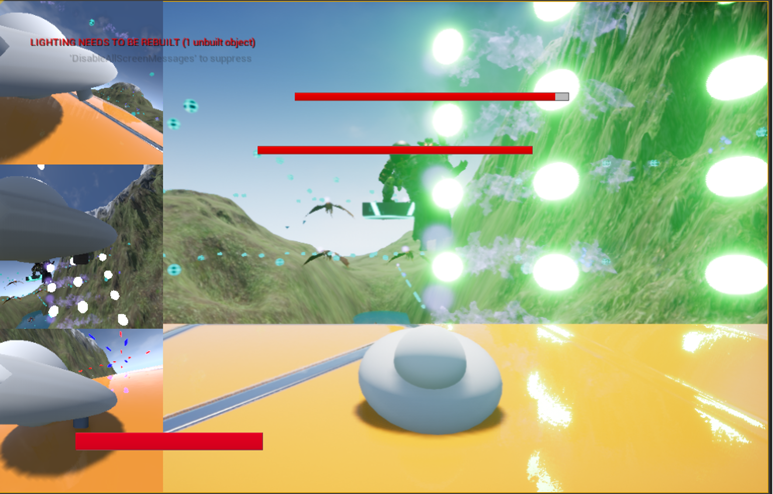 LIGHTING NEEDS TO BE REBUILT (1 unbuilt object)
'DisableAllScreenMessages' to suppress